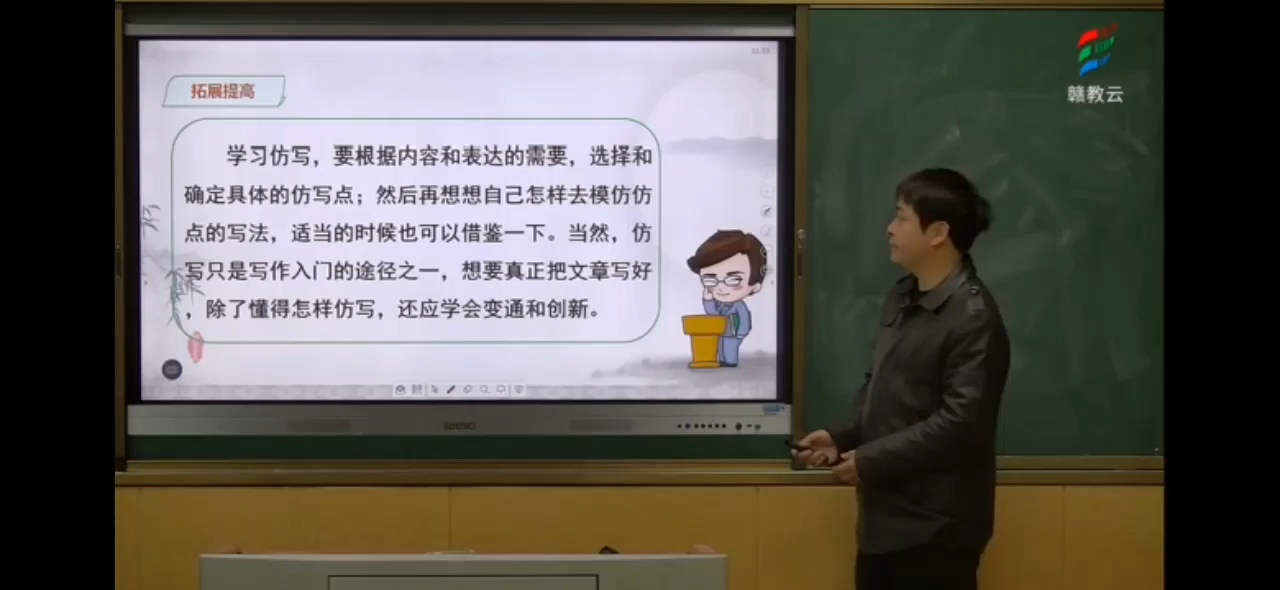 拓展提高
学习仿写，要根据内容和表达的需要，选择和
确定具体的仿写点；然后再想想自己怎样去模仿仿
点的写法，适当的时候也可以借鉴一下。当然，仿
写只是写作入门的途径之一，想要真正把文章写好
，除了懂得怎样仿写，还应学会变通和创新。
赣教云